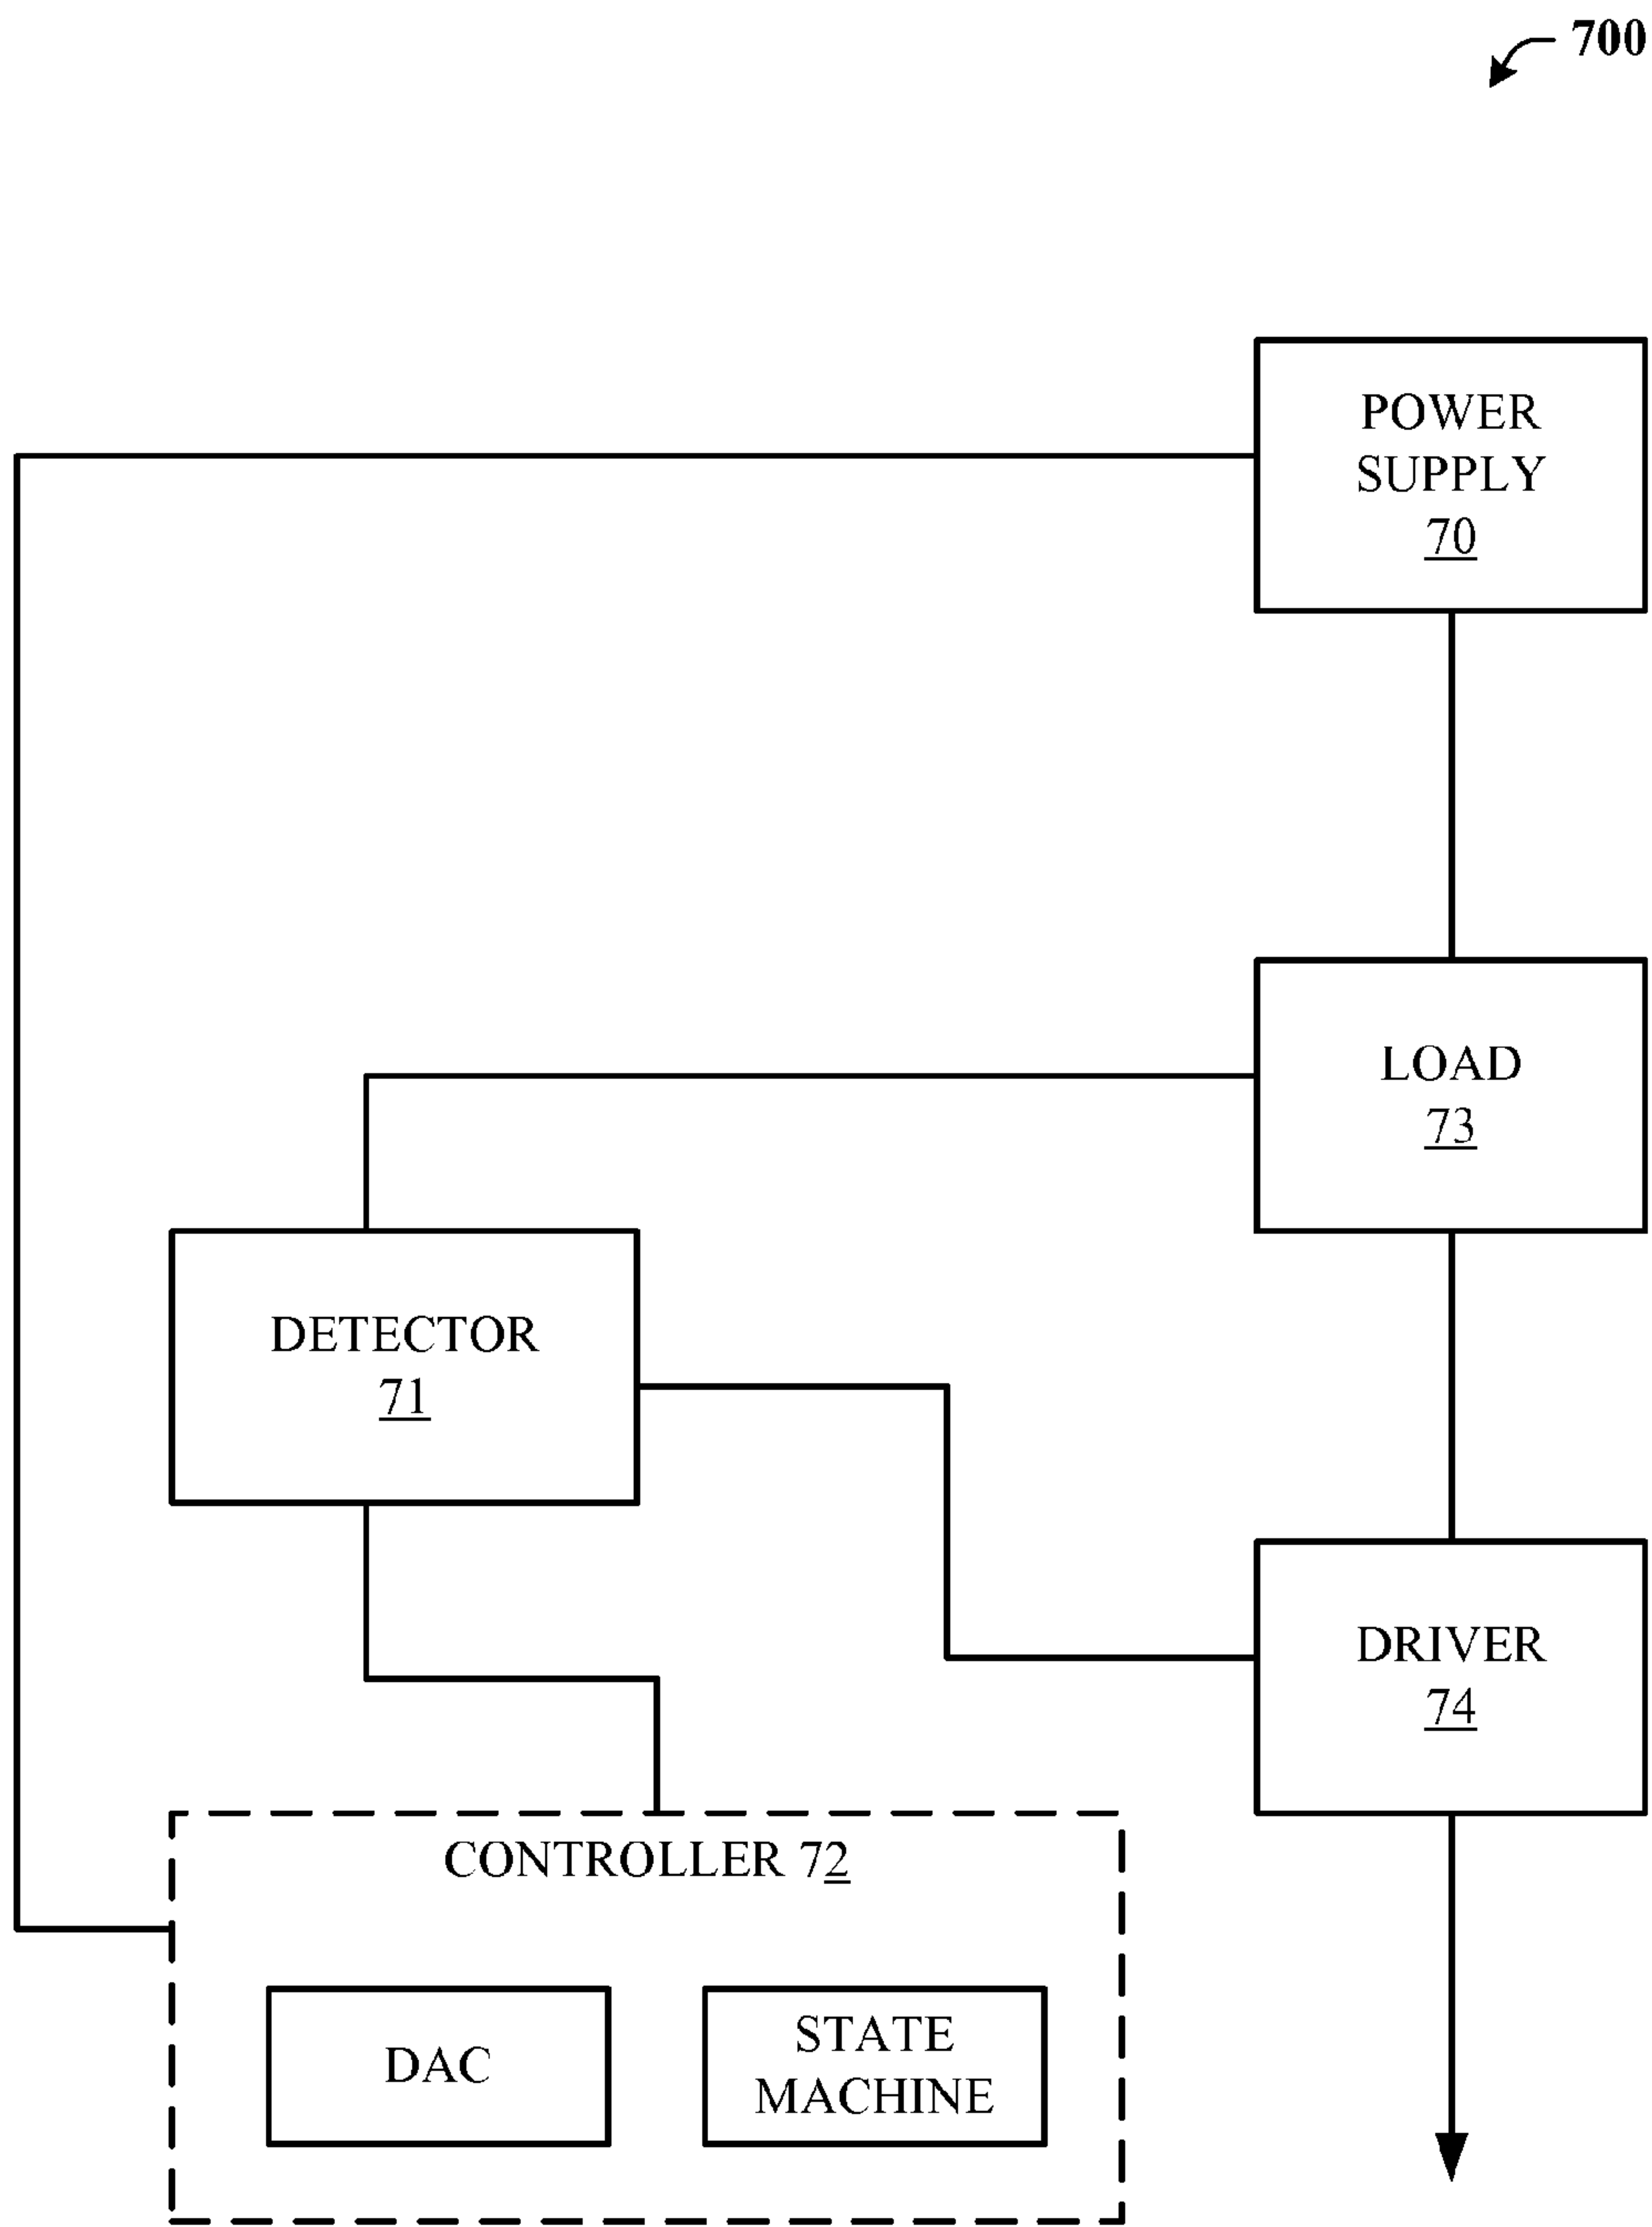 700
POWER
SUPPLY
70
LOAD
73
DETECTOR
71
DRIVER
74
CONTROLLER 72
DAC
STATE
MACHINE